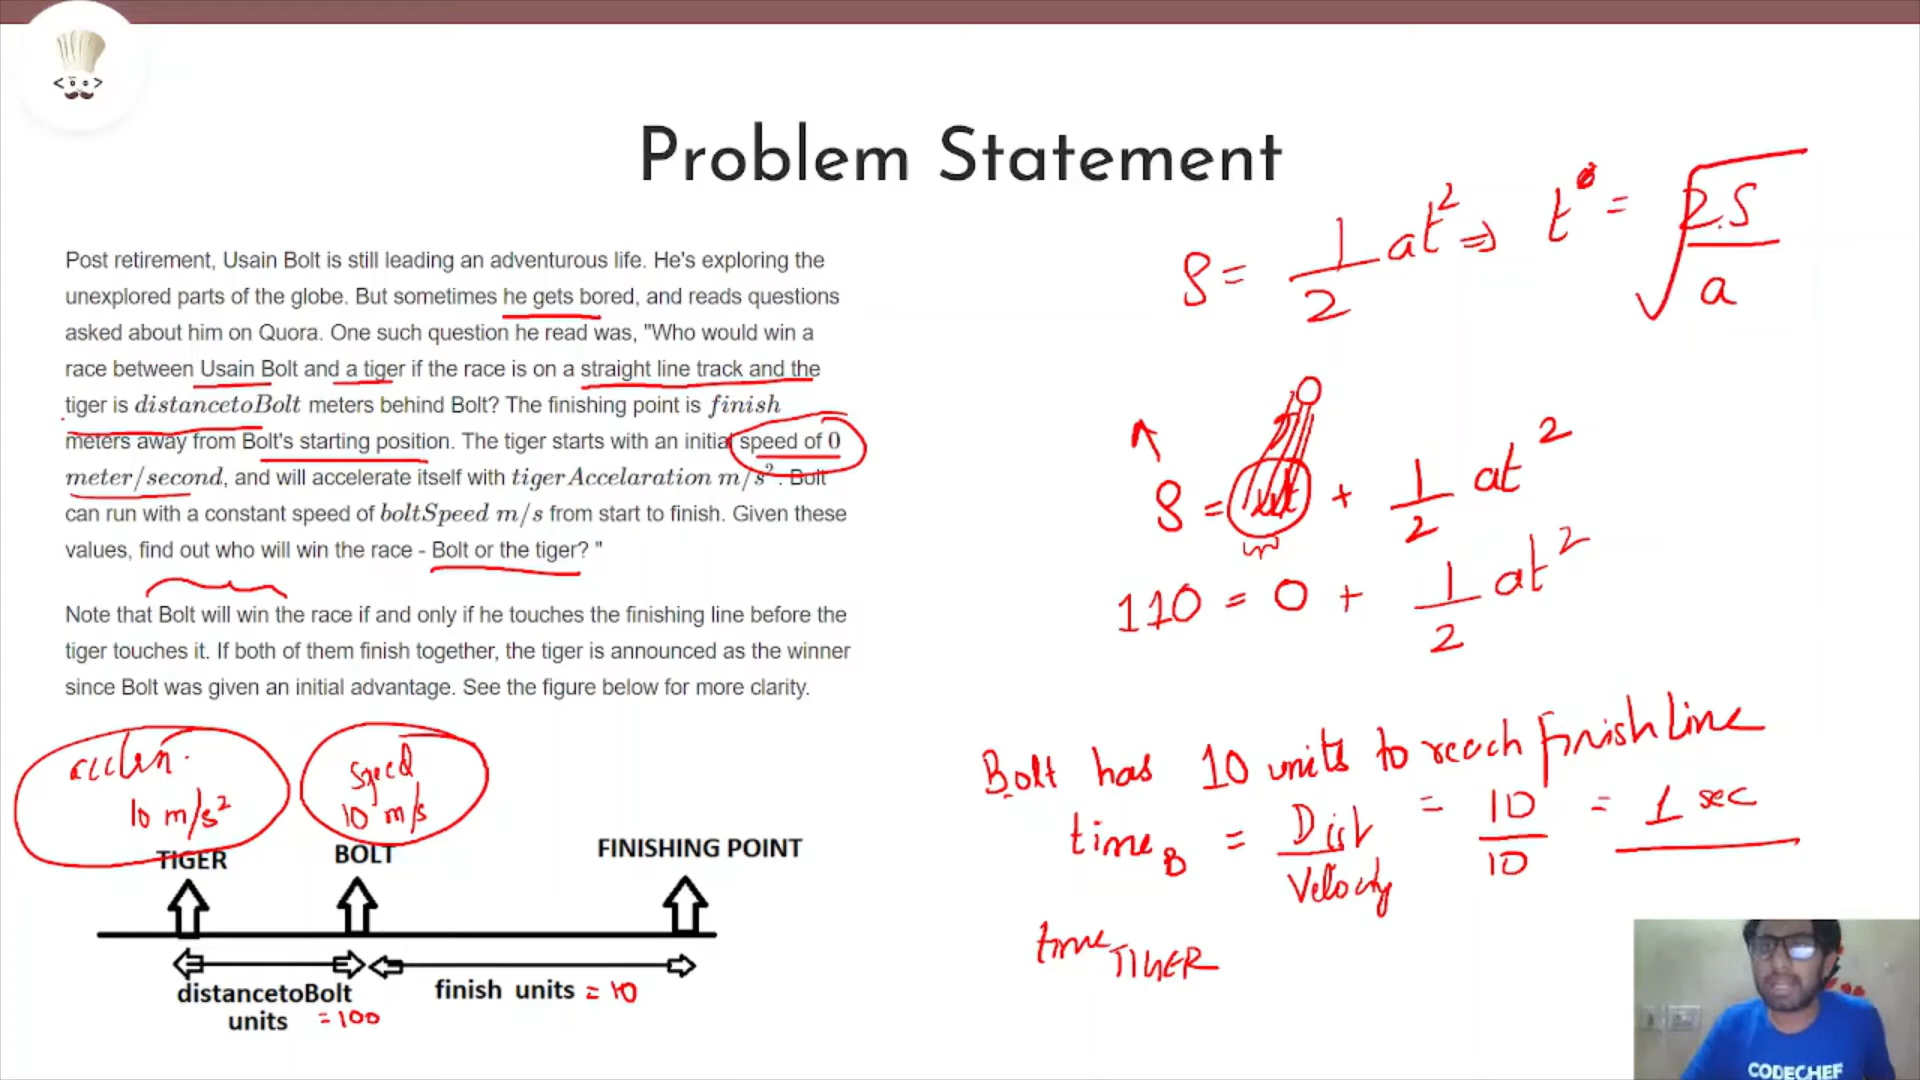 Problem Statement
Post retirement, Usain Bolt is still leading an adventurous life. He's exploring the
unexplored parts of the globe. But sometimes he gets bored, and reads questions
asked about him on Quora. One such question he read was, "Who would win a
race between Usain Bolt and a tiger if the race is on a straight line track and the
tiger is distancetoBolt meters behind Bolt? The finishing point is finish
meters away from Bolt's starting position. The tiger starts with an initial speed of 0
meter/second, and will accelerate itself with tigerAccelaration m/s². Bolt
can run with a constant speed of boltSpeed m/s from start to finish. Given these
values, find out who will win the race - Bolt or the tiger? "
Note that Bolt will win the race if and only if he touches the finishing line before the
tiger touches it. If both of them finish together, the tiger is announced as the winner
since Bolt was given an initial advantage. See the figure below for more clarity.
10 m/s²
speed
10 m/s
TIGER
BOLT
FINISHING POINT
distancetoBolt
units = 100
finish units = 10
S = 1/2 at² ⇒ t = √(2.S/a)
S = ut + 1/2 at²
110 = 0 + 1/2 at²
Bolt has 10 units to reach finish line
time B = Dist/Velocity = 10/10 = 1 sec
time TIGER
CODECHEF